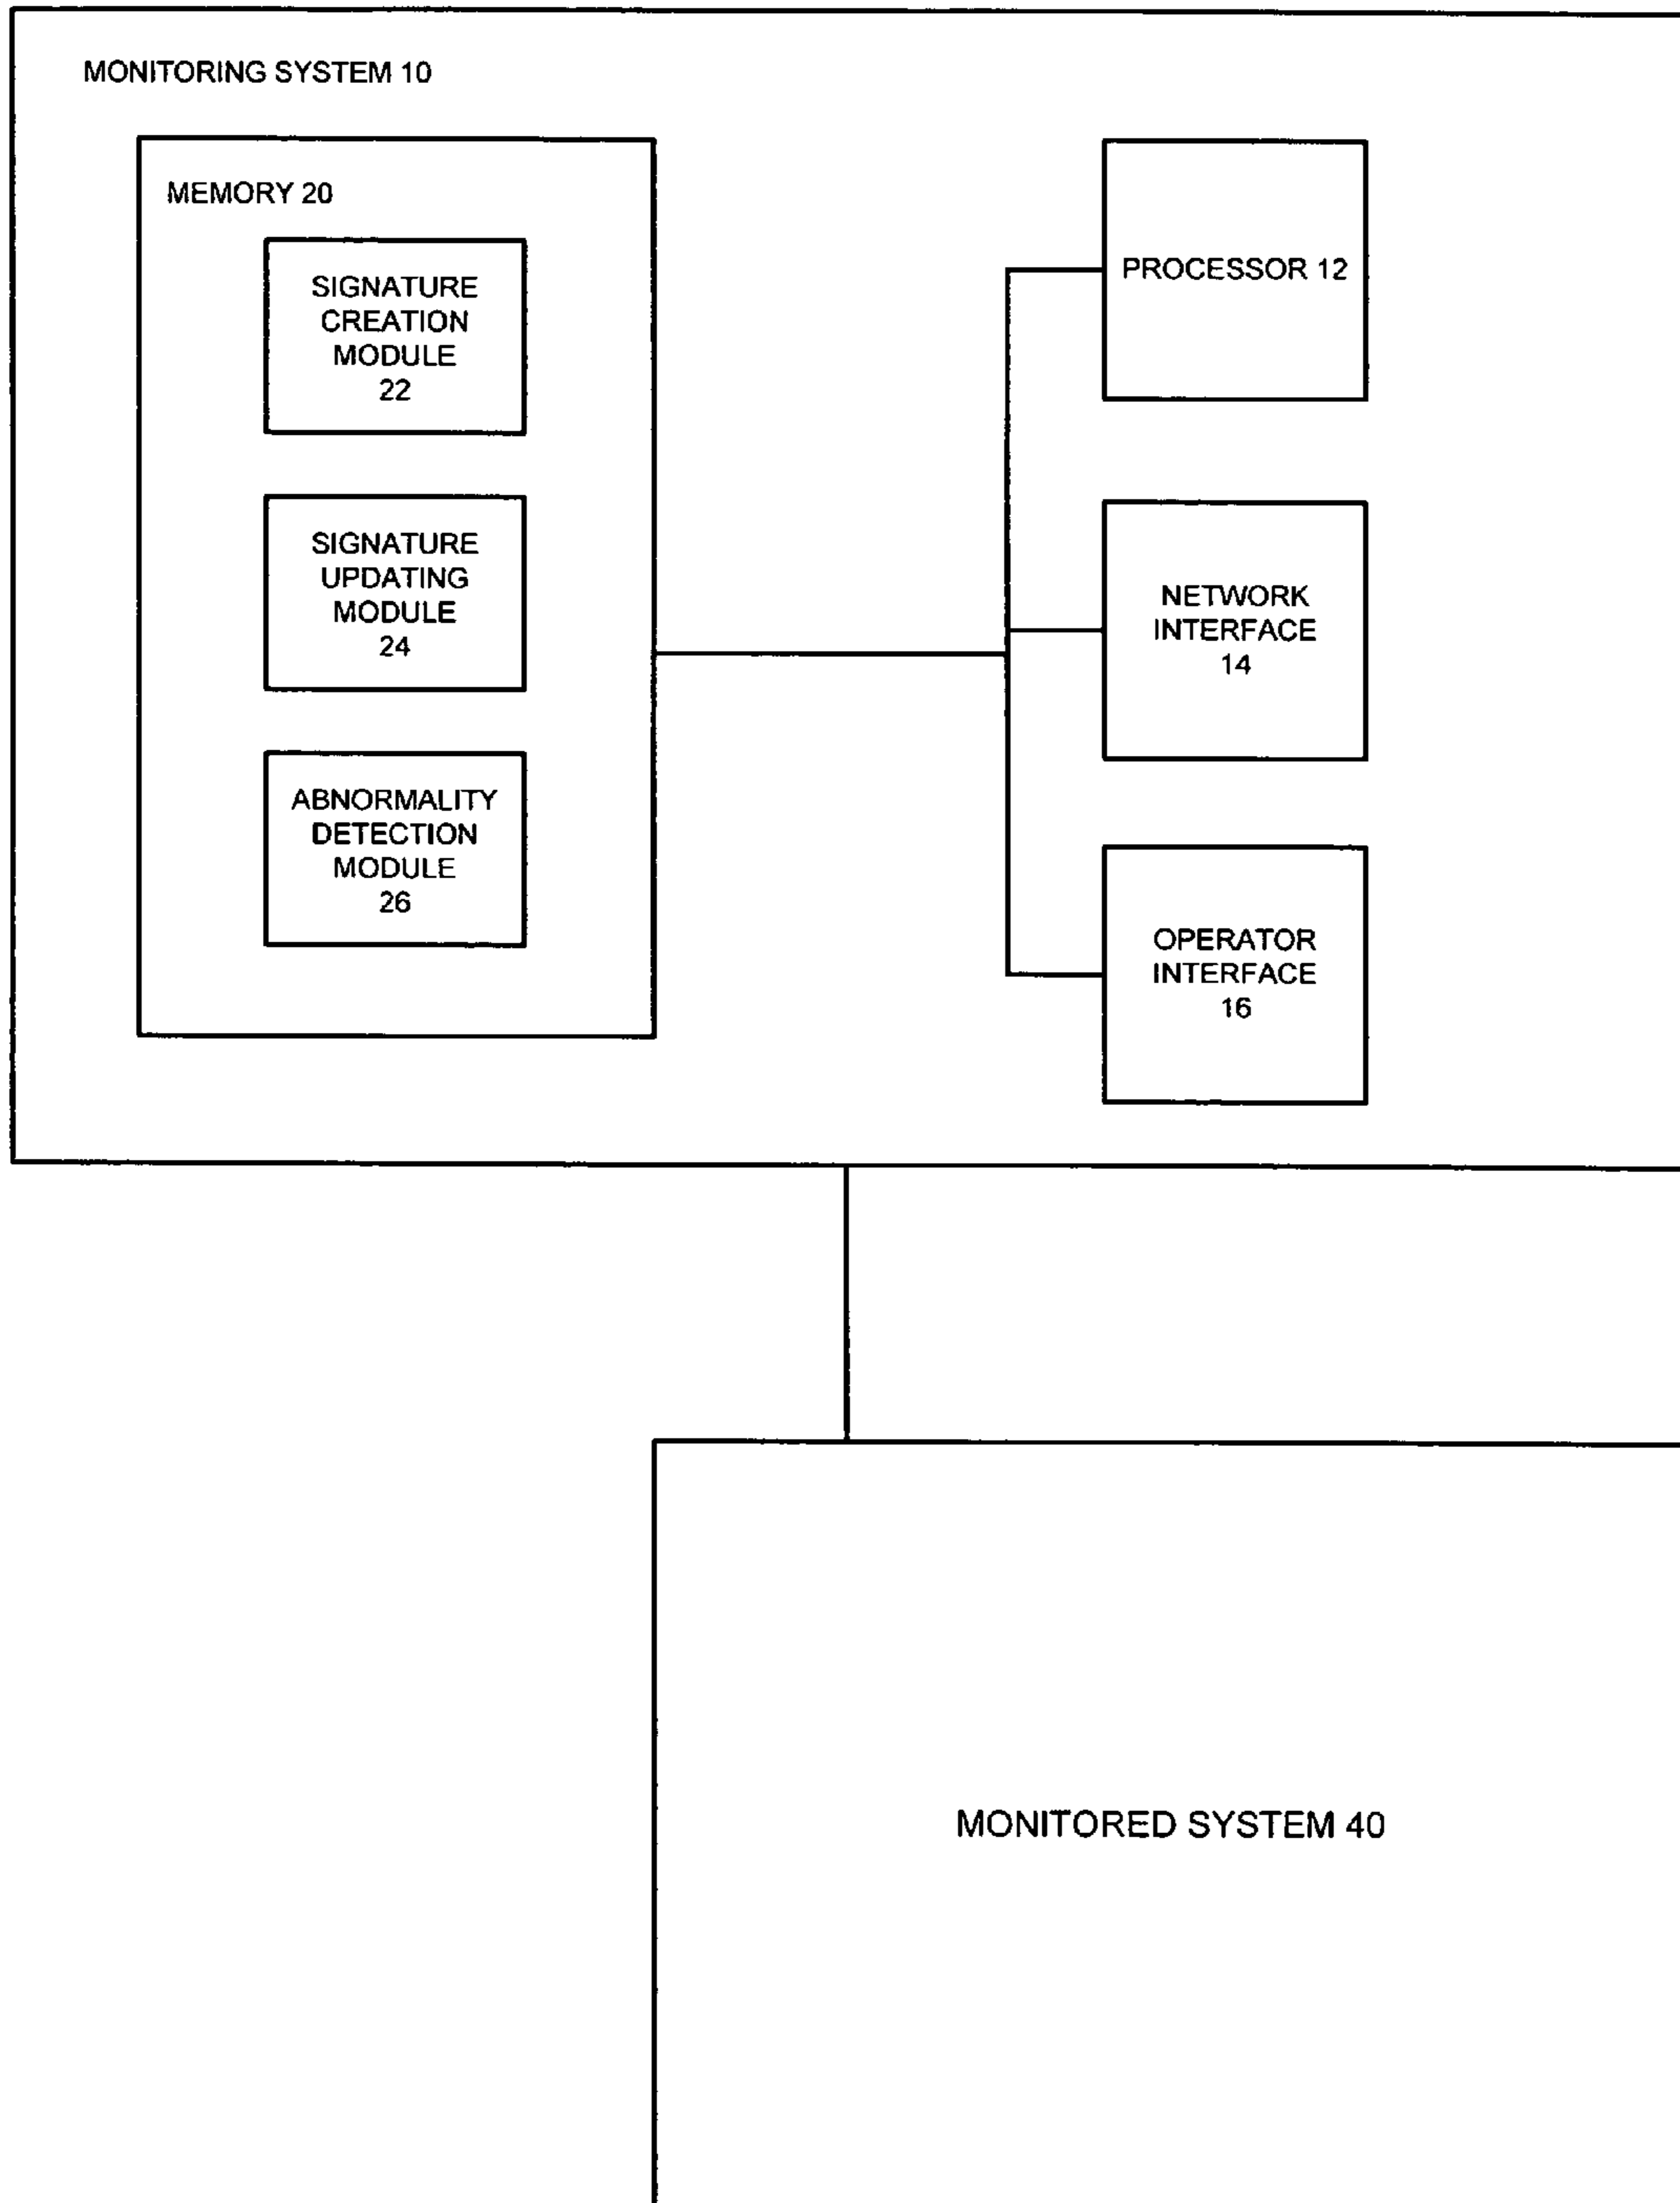 MONITORING SYSTEM 10
MEMORY 20
SIGNATURE
CREATION
MODULE
22
SIGNATURE
UPDATING
MODULE
24
ABNORMALITY
DETECTION
MODULE
26
PROCESSOR 12
NETWORK
INTERFACE
14
OPERATOR
INTERFACE
16
MONITORED SYSTEM 40